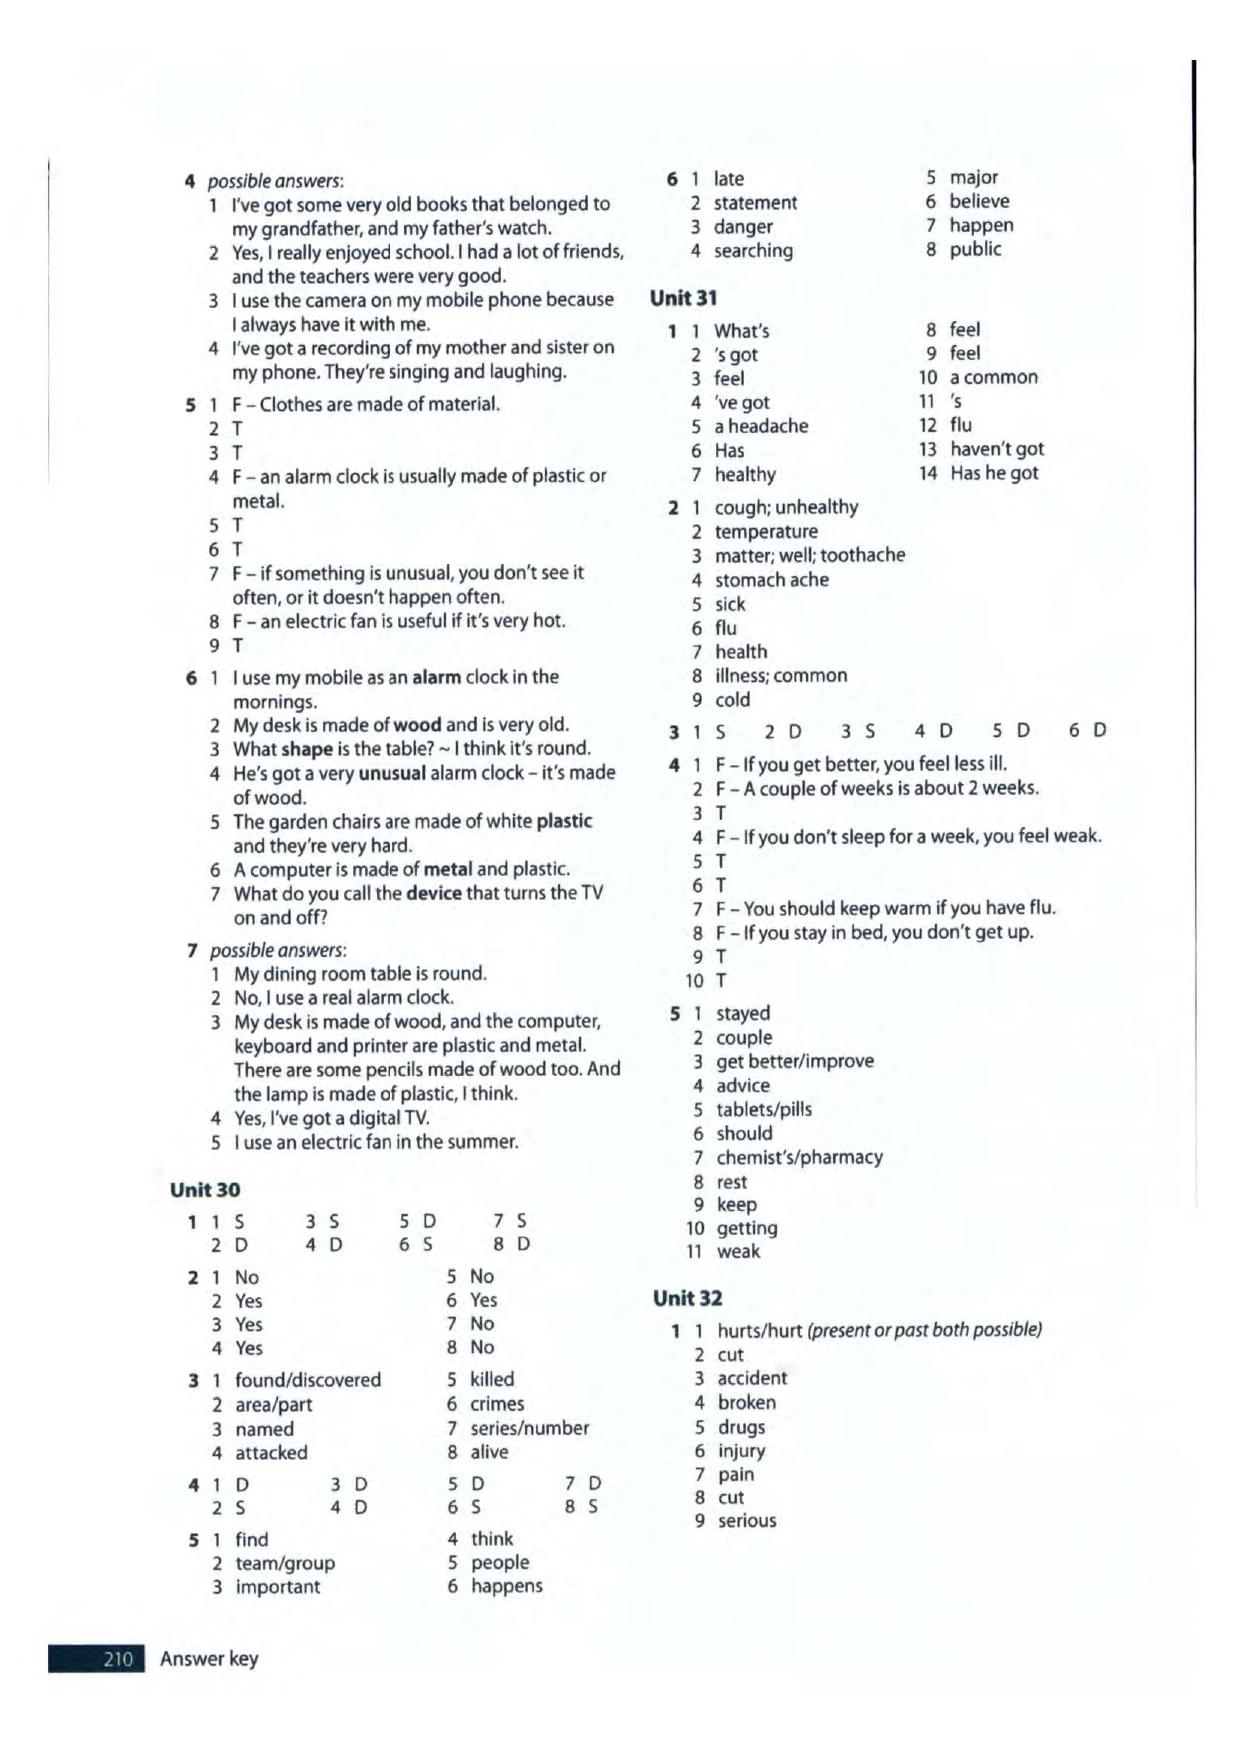 4 possible answers:
1 I've got some very old books that belonged to
my grandfather, and my father's watch.
2 Yes, I really enjoyed school. I had a lot of friends,
and the teachers were very good.
3 I use the camera on my mobile phone because
I always have it with me.
4 I've got a recording of my mother and sister on
my phone. They're singing and laughing.
5 1 F – Clothes are made of material.
2 T
3 T
4 F – an alarm clock is usually made of plastic or
metal.
5 T
6 T
7 F – if something is unusual, you don't see it
often, or it doesn't happen often.
8 F – an electric fan is useful if it's very hot.
9 T
6 1 I use my mobile as an alarm clock in the
mornings.
2 My desk is made of wood and is very old.
3 What shape is the table? ~ I think it's round.
4 He's got a very unusual alarm clock – it's made
of wood.
5 The garden chairs are made of white plastic
and they're very hard.
6 A computer is made of metal and plastic.
7 What do you call the device that turns the TV
on and off?
7 possible answers:
1 My dining room table is round.
2 No, I use a real alarm clock.
3 My desk is made of wood, and the computer,
keyboard and printer are plastic and metal.
There are some pencils made of wood too. And
the lamp is made of plastic, I think.
4 Yes, I've got a digital TV.
5 I use an electric fan in the summer.
Unit 30
1 1 S 3 S 5 D 7 S
2 D 4 D 6 S 8 D
2 1 No 5 No
2 Yes 6 Yes
3 Yes 7 No
4 Yes 8 No
3 1 found/discovered 5 killed
2 area/part 6 crimes
3 named 7 series/number
4 attacked 8 alive
4 1 D 3 D 5 D 7 D
2 S 4 D 6 S 8 S
5 1 find 4 think
2 team/group 5 people
3 important 6 happens
6 1 late 5 major
2 statement 6 believe
3 danger 7 happen
4 searching 8 public
Unit 31
1 1 What's 8 feel
2 's got 9 feel
3 feel 10 a common
4 've got 11 's
5 a headache 12 flu
6 Has 13 haven't got
7 healthy 14 Has he got
2 1 cough; unhealthy
2 temperature
3 matter; well; toothache
4 stomach ache
5 sick
6 flu
7 health
8 illness; common
9 cold
3 1 S 2 D 3 S 4 D 5 D 6 D
4 1 F – If you get better, you feel less ill.
2 F – A couple of weeks is about 2 weeks.
3 T
4 F – If you don't sleep for a week, you feel weak.
5 T
6 T
7 F – You should keep warm if you have flu.
8 F – If you stay in bed, you don't get up.
9 T
10 T
5 1 stayed
2 couple
3 get better/improve
4 advice
5 tablets/pills
6 should
7 chemist's/pharmacy
8 rest
9 keep
10 getting
11 weak
Unit 32
1 1 hurts/hurt (present or past both possible)
2 cut
3 accident
4 broken
5 drugs
6 injury
7 pain
8 cut
9 serious
210 Answer key